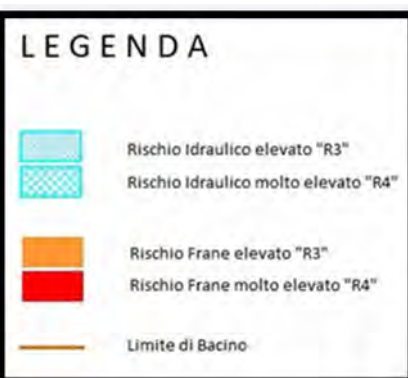 LEGENDA
Rischio Idraulico elevato "R3"
Rischio Idraulico molto elevato "R4"
Rischio Frane elevato "R3"
Rischio Frane molto elevato "R4"
Limite di Bacino